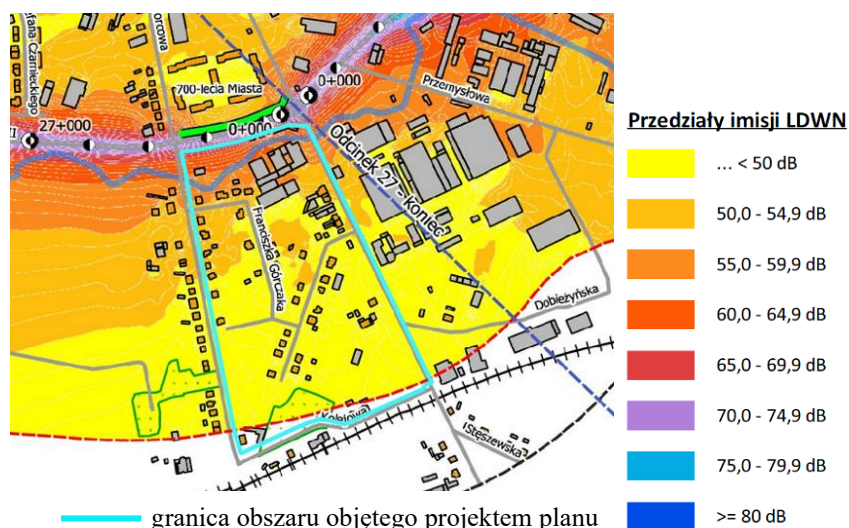 efana Czarnieckiego
orcowa
700-lecia Miasta
0+000
Przemysłowa
27+000
0+000
Odcinek 27 - koniec
Franciszka Górczaka
Dobieżyńska
Kolejowa
Stęszewska
granica obszaru objętego projektem planu
Przedziały imisji LDWN
... < 50 dB
50,0 - 54,9 dB
55,0 - 59,9 dB
60,0 - 64,9 dB
65,0 - 69,9 dB
70,0 - 74,9 dB
75,0 - 79,9 dB
>= 80 dB